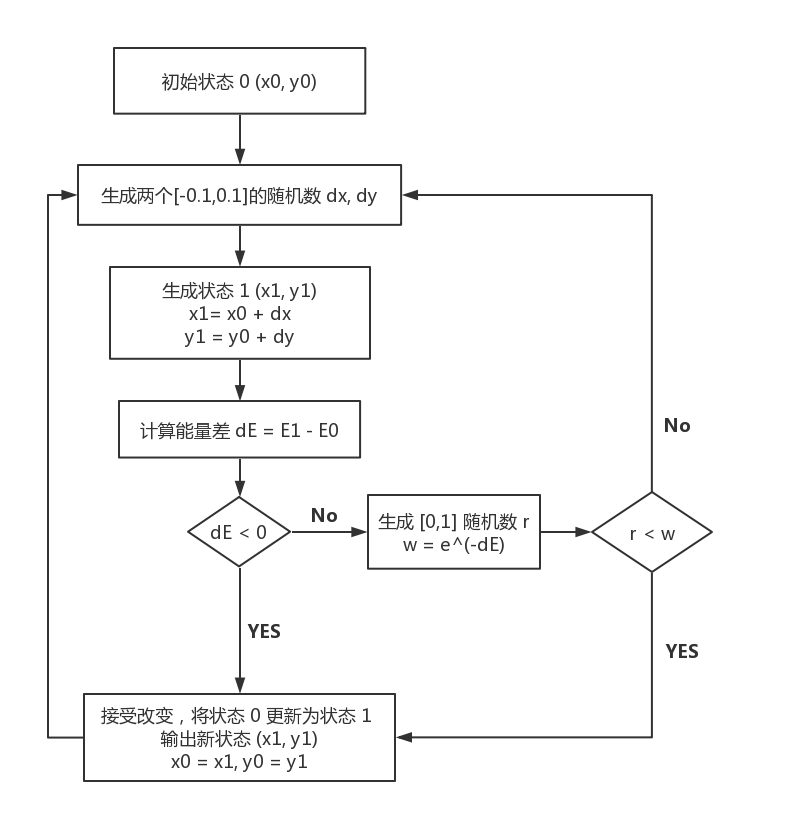 初始状态 0 (x0, y0)
生成两个[-0.1,0.1]的随机数 dx, dy
生成状态 1 (x1, y1)
x1= x0 + dx
y1 = y0 + dy
计算能量差 dE = E1 - E0
dE < 0
No
生成 [0,1] 随机数 r
w = e^(-dE)
r < w
No
YES
YES
接受改变，将状态 0 更新为状态 1
输出新状态 (x1, y1)
x0 = x1, y0 = y1